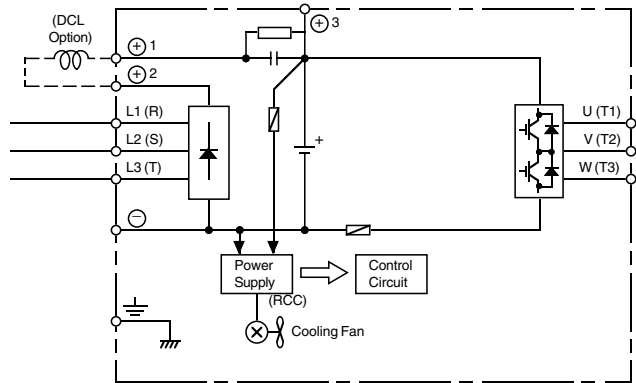 (DCL
Option)
+ 1
+ 2
+ 3
L1 (R)
L2 (S)
L3 (T)
+
U (T1)
V (T2)
W (T3)
−
Power
Supply
(RCC)
Control
Circuit
Cooling Fan